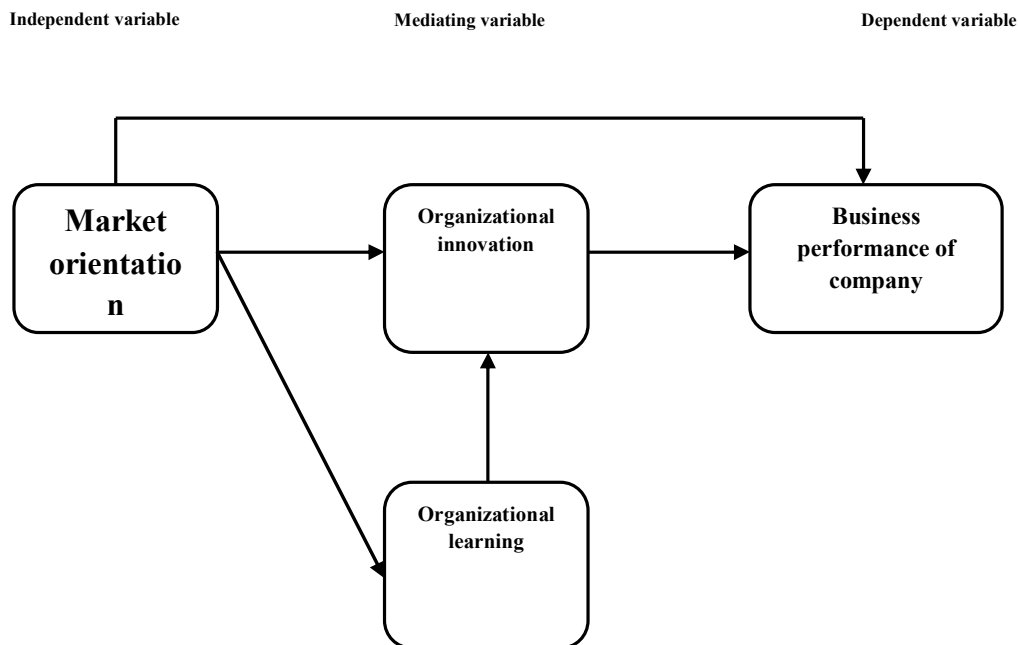 Independent variable
Mediating variable
Dependent variable
Market
orientatio
n
Organizational
innovation
Business
performance of
company
Organizational
learning